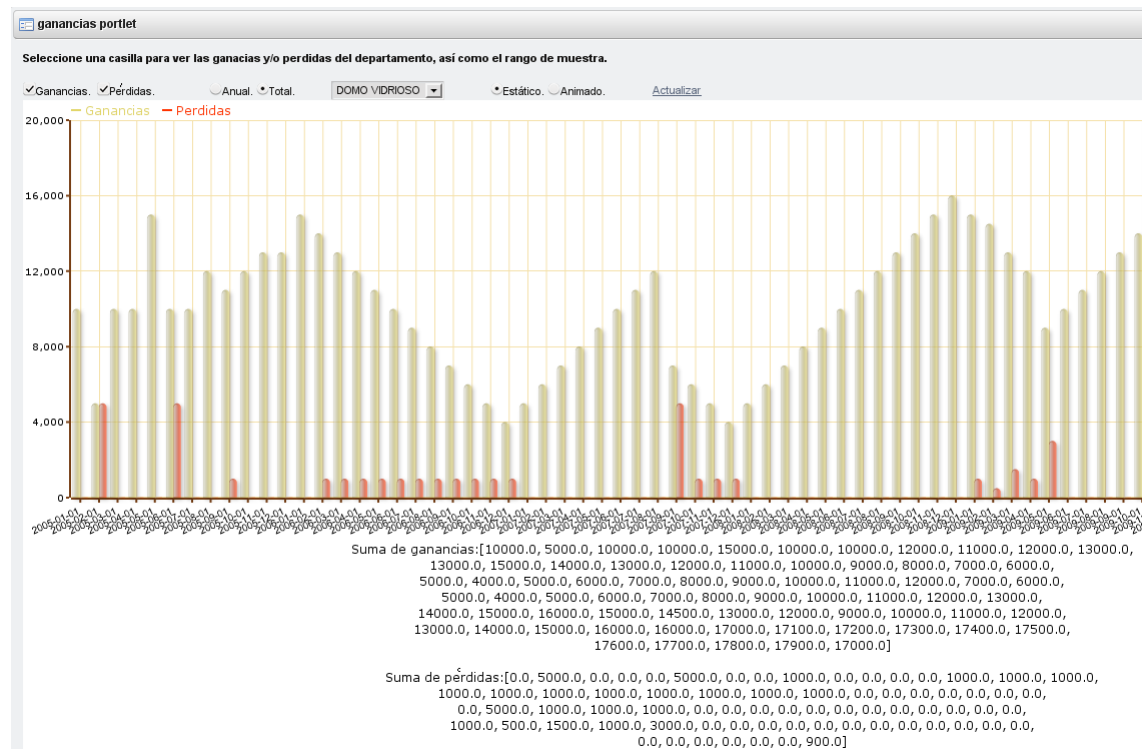 ganancias portlet
Seleccione una casilla para ver las ganacias y/o perdidas del departamento, así como el rango de muestra.
Ganancias. Pérdidas. Anual. Total. DOMO VIDRIOSO Estático. Animado. Actualizar
Ganancias Perdidas
20,000
16,000
12,000
8,000
4,000
0
Suma de ganancias:[10000.0, 5000.0, 10000.0, 10000.0, 15000.0, 10000.0, 10000.0, 12000.0, 11000.0, 12000.0, 13000.0,
13000.0, 15000.0, 14000.0, 13000.0, 12000.0, 11000.0, 10000.0, 9000.0, 8000.0, 7000.0, 6000.0,
5000.0, 4000.0, 5000.0, 6000.0, 7000.0, 8000.0, 9000.0, 10000.0, 11000.0, 12000.0, 7000.0, 6000.0,
5000.0, 4000.0, 5000.0, 6000.0, 7000.0, 8000.0, 9000.0, 10000.0, 11000.0, 12000.0, 13000.0,
14000.0, 15000.0, 16000.0, 15000.0, 14500.0, 13000.0, 12000.0, 9000.0, 10000.0, 11000.0, 12000.0,
13000.0, 14000.0, 15000.0, 16000.0, 16000.0, 17000.0, 17100.0, 17200.0, 17300.0, 17400.0, 17500.0,
17600.0, 17700.0, 17800.0, 17900.0, 17000.0]
Suma de pérdidas:[0.0, 5000.0, 0.0, 0.0, 0.0, 5000.0, 0.0, 0.0, 1000.0, 0.0, 0.0, 0.0, 0.0, 1000.0, 1000.0, 1000.0,
1000.0, 1000.0, 1000.0, 1000.0, 1000.0, 1000.0, 1000.0, 1000.0, 0.0, 0.0, 0.0, 0.0, 0.0, 0.0, 0.0,
0.0, 5000.0, 1000.0, 1000.0, 1000.0, 0.0, 0.0, 0.0, 0.0, 0.0, 0.0, 0.0, 0.0, 0.0, 0.0, 0.0, 0.0,
1000.0, 500.0, 1500.0, 1000.0, 3000.0, 0.0, 0.0, 0.0, 0.0, 0.0, 0.0, 0.0, 0.0, 0.0, 0.0, 0.0,
0.0, 0.0, 0.0, 0.0, 0.0, 0.0, 0.0, 900.0]